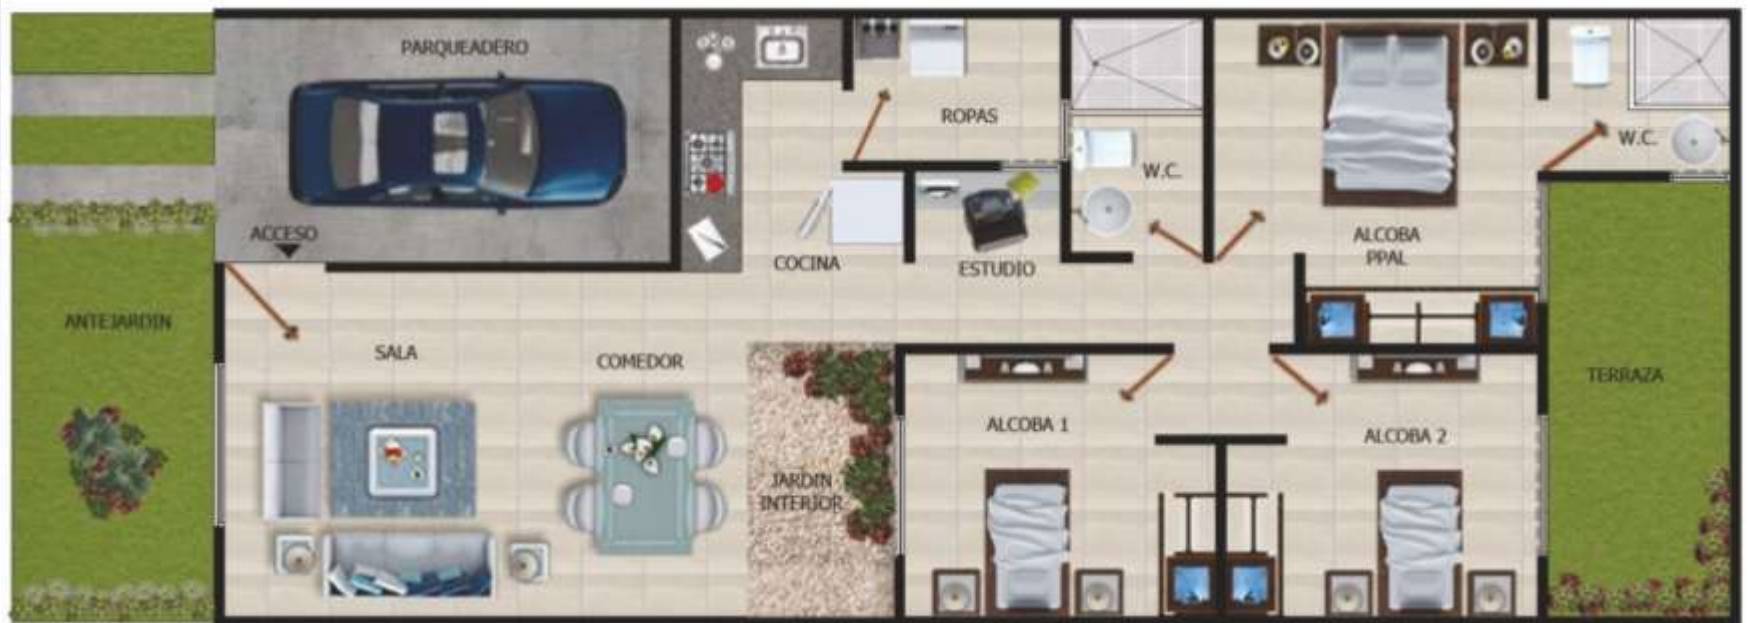 PARQUEADERO
ROPAS
W.C.
W.C.
ACCESO
COCINA
ESTUDIO
ALCOBA
PPAL
ANTEJARDIN
SALA
COMEDOR
TERRAZA
ALCOBA 1
ALCOBA 2
JARDIN
INTERIOR